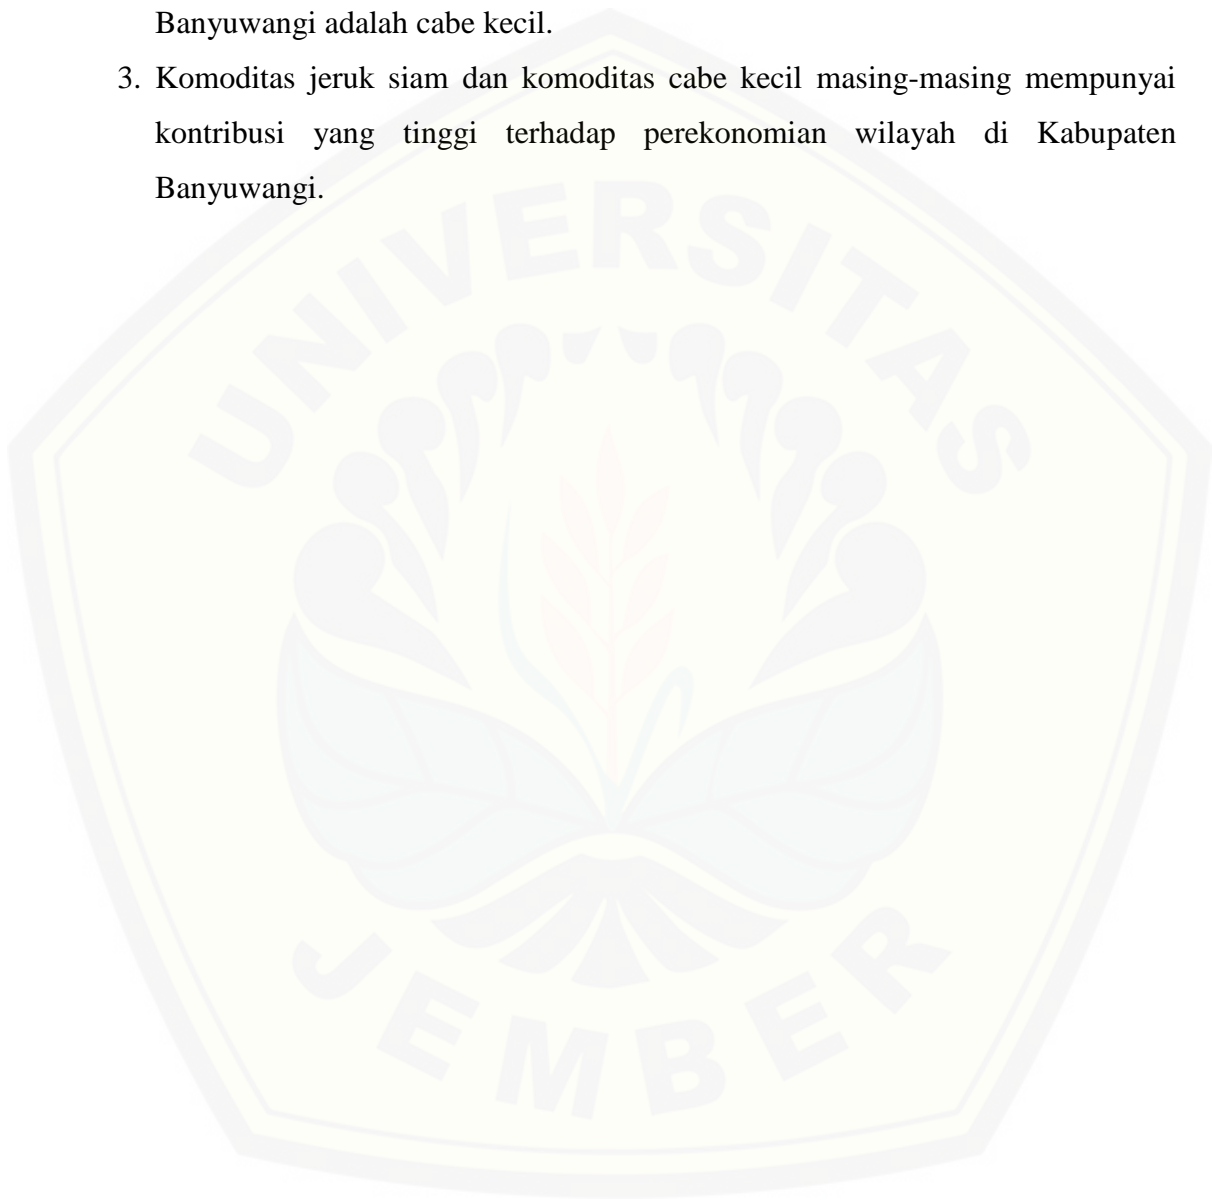 Banyuwangi adalah cabe kecil.
3. Komoditas jeruk siam dan komoditas cabe kecil masing-masing mempunyai
kontribusi yang tinggi terhadap perekonomian wilayah di Kabupaten
Banyuwangi.
UNIVERSITAS
JEMBER